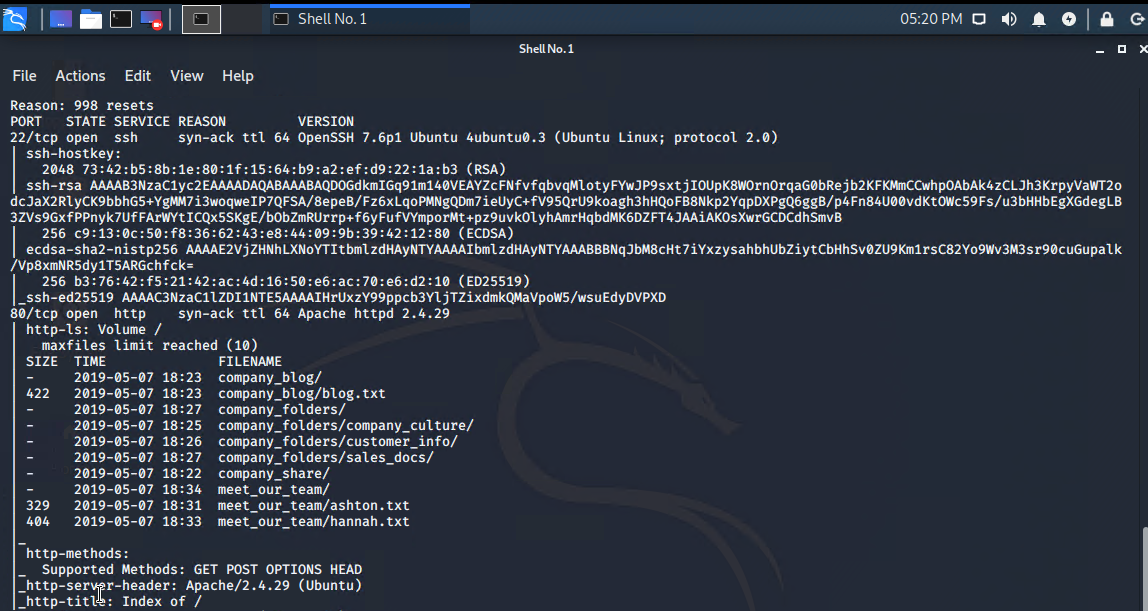 Shell No. 1
05:20 PM
Shell No. 1
File Actions Edit View Help
Reason: 998 resets
PORT STATE SERVICE REASON VERSION
22/tcp open ssh syn-ack ttl 64 OpenSSH 7.6p1 Ubuntu 4ubuntu0.3 (Ubuntu Linux; protocol 2.0)
| ssh-hostkey:
| 2048 73:42:b5:8b:1e:80:1f:15:64:b9:a2:ef:d9:22:1a:b3 (RSA)
| ssh-rsa AAAAB3NzaC1yc2EAAAADAQABAAABAQDOGdkmIGq91m140VEAYZcFNfvfqbvqMlotyFYwJP9sxtjIOUpK8WOrnOrqaG0bRejb2KFKMmCCwhpOAbAk4zCLJh3KrpyVaWT2o
dcJaX2RlyCK9bbhG5+YgMM7i3woqweIP7QFSA/8epeB/Fz6xLqoPMNgQDm7ieUyC+fV95QrU9koagh3hHQoFB8Nkp2YqpDXPgQ6ggB/p4Fn84U00vdKtOWc59Fs/u3bHHbEgXGdegLB
3ZVs9GxfPPnyk7UfFArWYtICQx5SKgE/bObZmRUrrp+f6yFufVYmporMt+pz9uvkOlyhAmrHqbdMK6DZFT4JAAiAKOsXwrGCDCdhSmvB
| 256 c9:13:0c:50:f8:36:62:43:e8:44:09:9b:39:42:12:80 (ECDSA)
| ecdsa-sha2-nistp256 AAAAE2VjZHNhLXNoYTItbmlzdHAyNTYAAAAIbmlzdHAyNTYAAABBBNqJbM8cHt7iYxzysahbhUbZiytCbHhSv0ZU9Km1rsC82Yo9Wv3M3sr90cuGupalk
/Vp8xmNR5dy1T5ARGchfck=
| 256 b3:76:42:f5:21:42:ac:4d:16:50:e6:ac:70:e6:d2:10 (ED25519)
|_ssh-ed25519 AAAAC3NzaC1lZDI1NTE5AAAAIHrUxzY99ppcb3YljTZixdmkQMaVpoW5/wsuEdyDVPXD
80/tcp open http syn-ack ttl 64 Apache httpd 2.4.29
| http-ls: Volume /
| maxfiles limit reached (10)
| SIZE TIME FILENAME
| - 2019-05-07 18:23 company_blog/
| 422 2019-05-07 18:23 company_blog/blog.txt
| - 2019-05-07 18:27 company_folders/
| - 2019-05-07 18:25 company_folders/company_culture/
| - 2019-05-07 18:26 company_folders/customer_info/
| - 2019-05-07 18:27 company_folders/sales_docs/
| - 2019-05-07 18:22 company_share/
| - 2019-05-07 18:34 meet_our_team/
| 329 2019-05-07 18:31 meet_our_team/ashton.txt
| 404 2019-05-07 18:33 meet_our_team/hannah.txt
|_
| http-methods:
|_ Supported Methods: GET POST OPTIONS HEAD
|_http-server-header: Apache/2.4.29 (Ubuntu)
|_http-title: Index of /